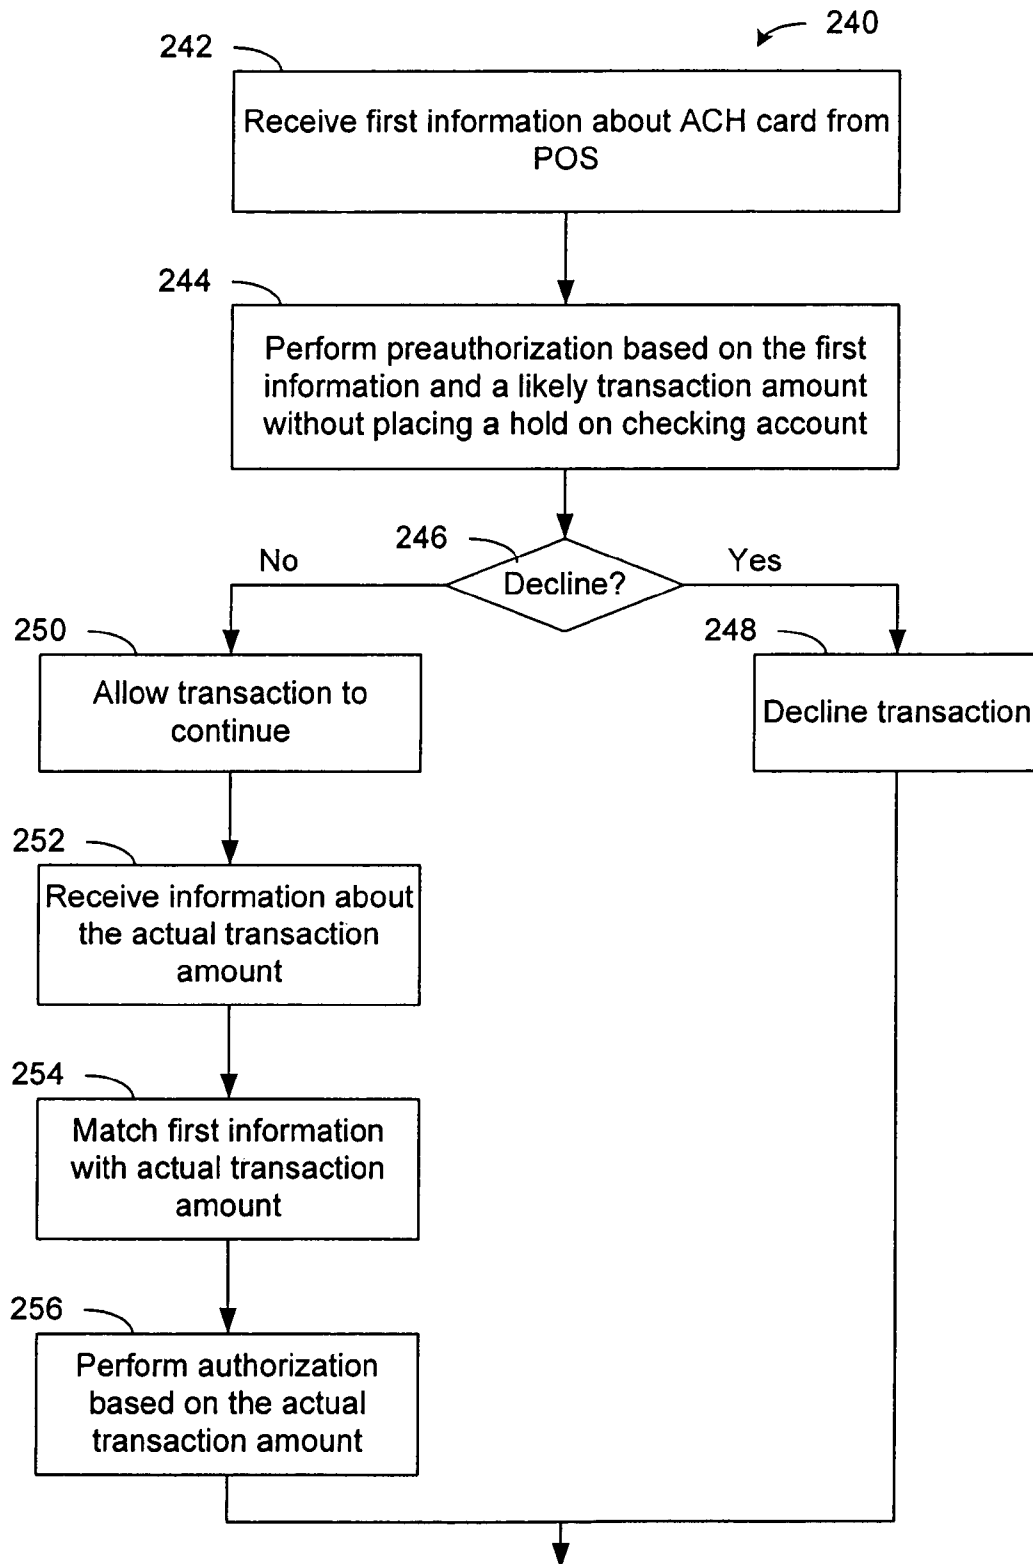 240
242
Receive first information about ACH card from
POS
244
Perform preauthorization based on the first
information and a likely transaction amount
without placing a hold on checking account
246
No
Decline?
Yes
250
248
Allow transaction to
continue
Decline transaction
252
Receive information about
the actual transaction
amount
254
Match first information
with actual transaction
amount
256
Perform authorization
based on the actual
transaction amount